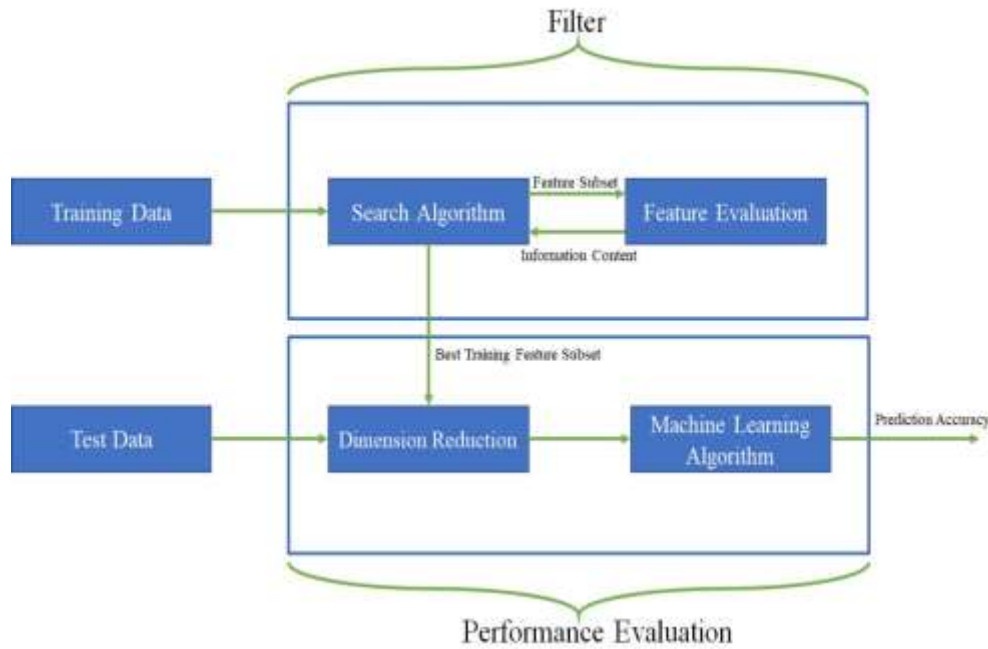 Filter
Training Data
Search Algorithm
Feature Subset
Feature Evaluation
Information Content
Best Training Feature Subset
Test Data
Dimension Reduction
Machine Learning
Algorithm
Prediction Accuracy
Performance Evaluation